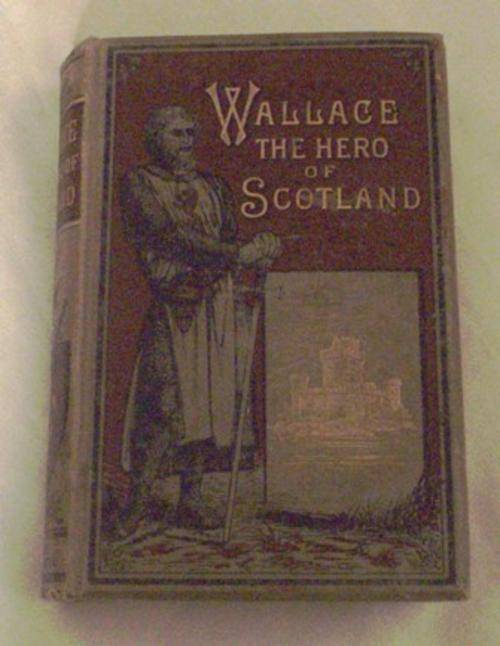 WALLACE
THE HERO
OF
SCOTLAND